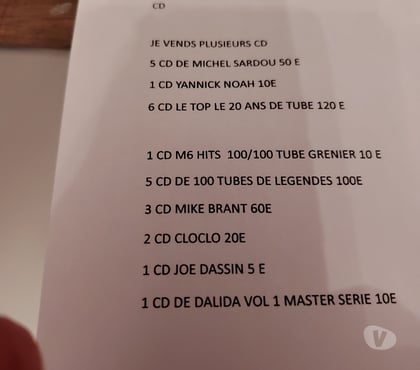 CD
JE VENDS PLUSIEURS CD
5 CD DE MICHEL SARDOU 50 E
1 CD YANNICK NOAH 10E
6 CD LE TOP LE 20 ANS DE TUBE 120 E
1 CD M6 HITS 100/100 TUBE GRENIER 10 E
5 CD DE 100 TUBES DE LEGENDES 100E
3 CD MIKE BRANT 60E
2 CD CLOCLO 20E
1 CD JOE DASSIN 5 E
1 CD DE DALIDA VOL 1 MASTER SERIE 10E
V